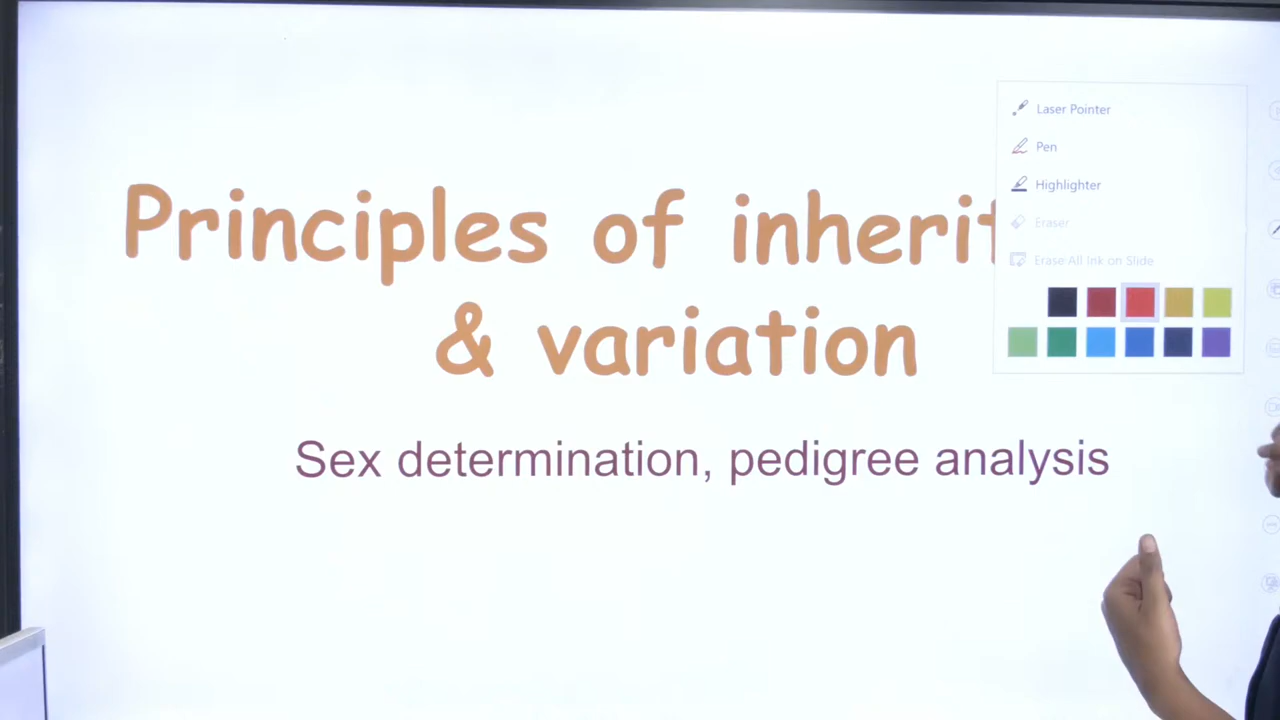 Principles of inherit
& variation
Sex determination, pedigree analysis
Laser Pointer
Pen
Highlighter
Eraser
Erase All Ink on Slide